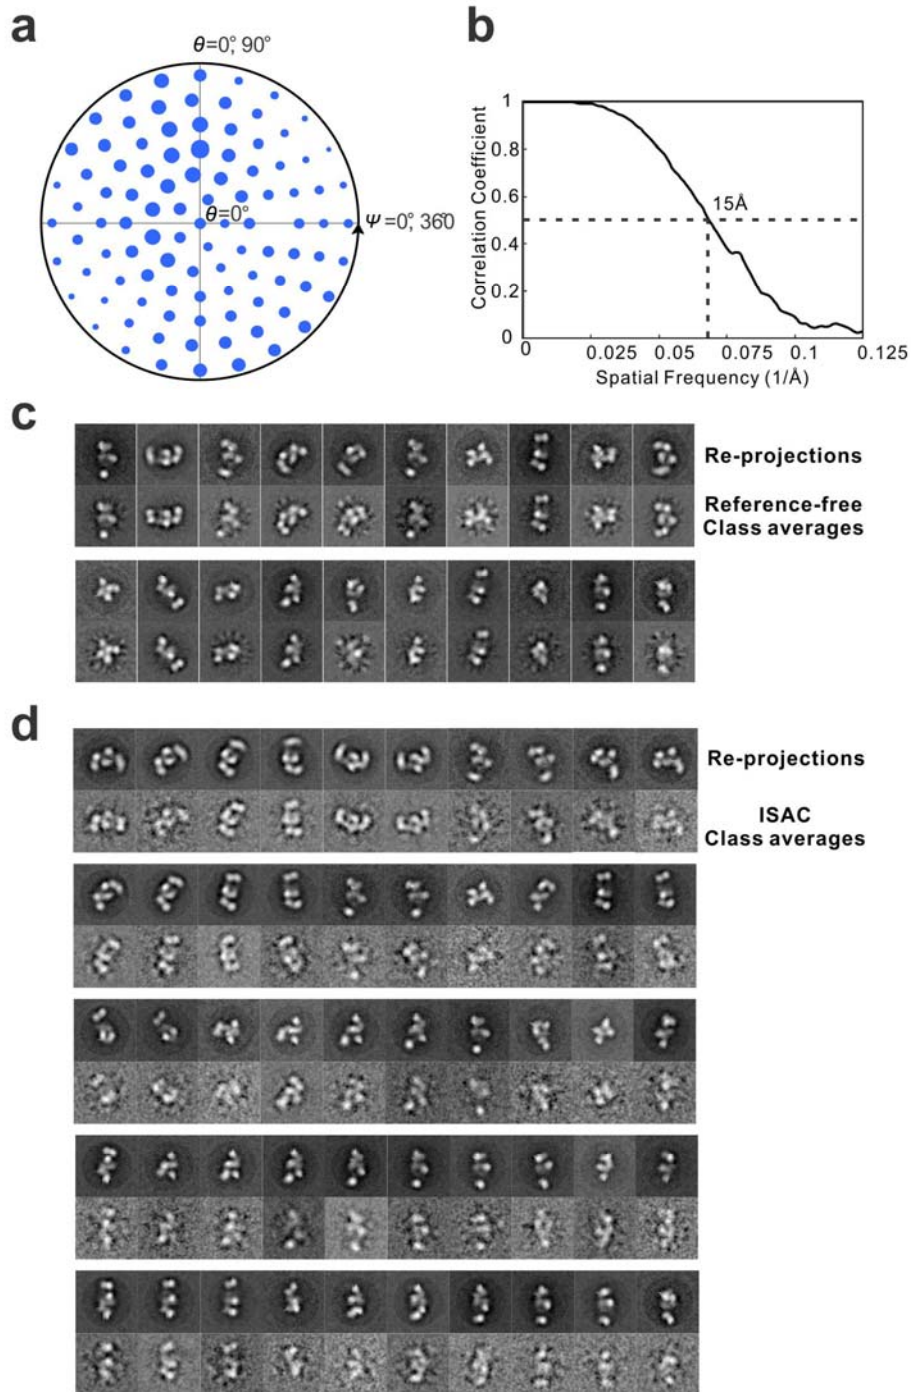 a
θ=0°, 90°
θ=0°
Ψ=0°, 360°
b
Correlation Coefficient
1
0.8
0.6
0.4
0.2
0
15Å
0 0.025 0.05 0.075 0.1 0.125
Spatial Frequency (1/Å)
c
Re-projections
Reference-free
Class averages
d
Re-projections
ISAC
Class averages